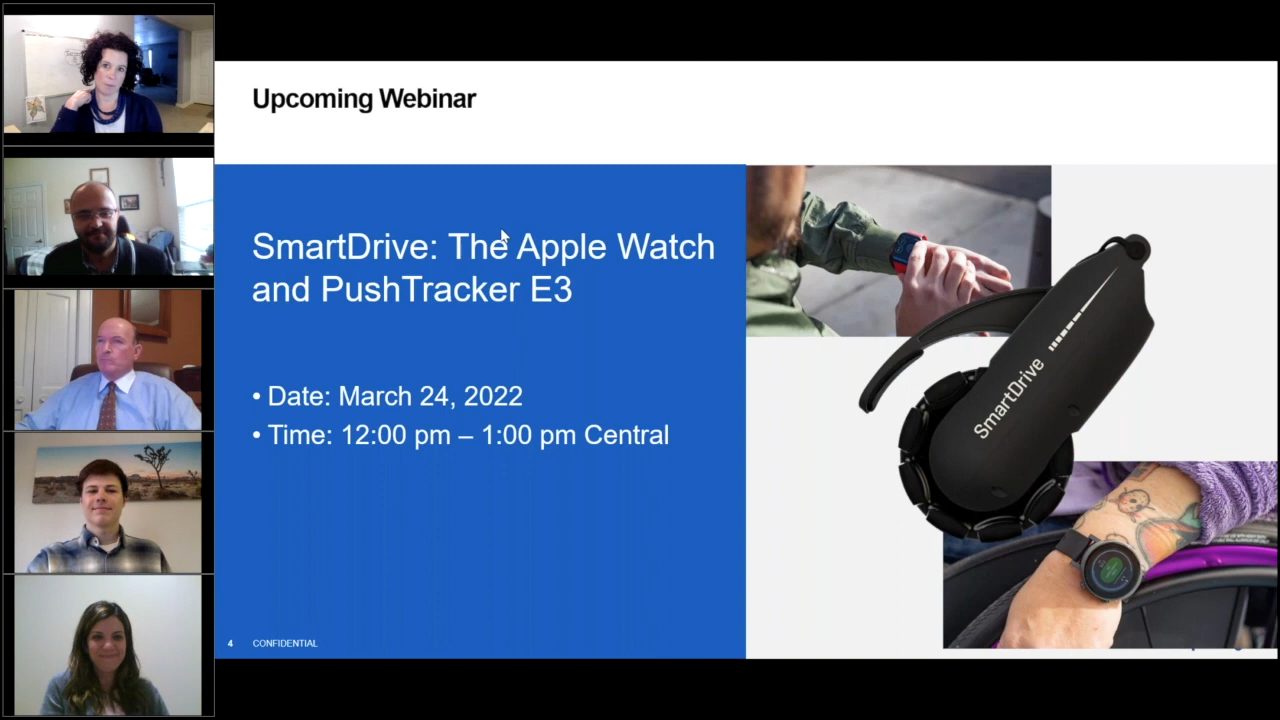 Upcoming Webinar
SmartDrive: The Apple Watch
and PushTracker E3
• Date: March 24, 2022
• Time: 12:00 pm – 1:00 pm Central
SmartDrive
4 CONFIDENTIAL